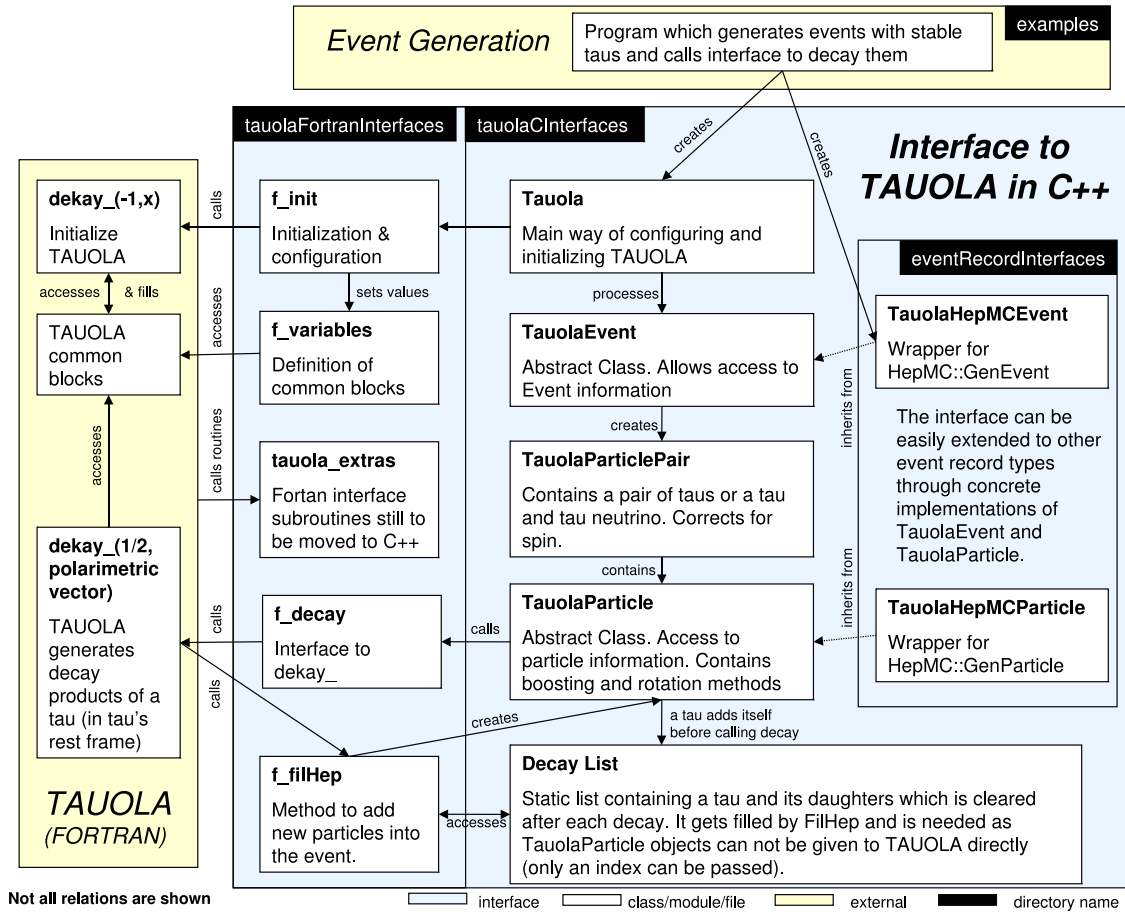 Event Generation
Program which generates events with stable
taus and calls interface to decay them
examples
tauolaFortranInterfaces
tauolaCInterfaces
creates
creates
Interface to
TAUOLA in C++
dekay_(-1,x)
Initialize
TAUOLA
calls
f_init
Initialization &
configuration
Tauola
Main way of configuring and
initializing TAUOLA
eventRecordInterfaces
accesses
& fills
sets values
processes
accesses
TAUOLA
common
blocks
f_variables
Definition of
common blocks
TauolaEvent
Abstract Class. Allows access to
Event information
TauolaHepMCEvent
Wrapper for
HepMC::GenEvent
inherits from
creates
accesses
calls routines
tauola_extras
Fortan interface
subroutines still to
be moved to C++
TauolaParticlePair
Contains a pair of taus or a tau
and tau neutrino. Corrects for
spin.
The interface can be
easily extended to other
event record types
through concrete
implementations of
TauolaEvent and
TauolaParticle.
contains
dekay_(1/2,
polarimetric
vector)
TAUOLA
generates
decay
products of a
tau (in tau's
rest frame)
calls
f_decay
Interface to
dekay_
calls
TauolaParticle
Abstract Class. Access to
particle information. Contains
boosting and rotation methods
inherits from
TauolaHepMCParticle
Wrapper for
HepMC::GenParticle
calls
creates
a tau adds itself
before calling decay
f_filHep
Method to add
new particles into
the event.
accesses
Decay List
Static list containing a tau and its daughters which is cleared
after each decay. It gets filled by FilHep and is needed as
TauolaParticle objects can not be given to TAUOLA directly
(only an index can be passed).
TAUOLA
(FORTRAN)
Not all relations are shown
interface
class/module/file
external
directory name